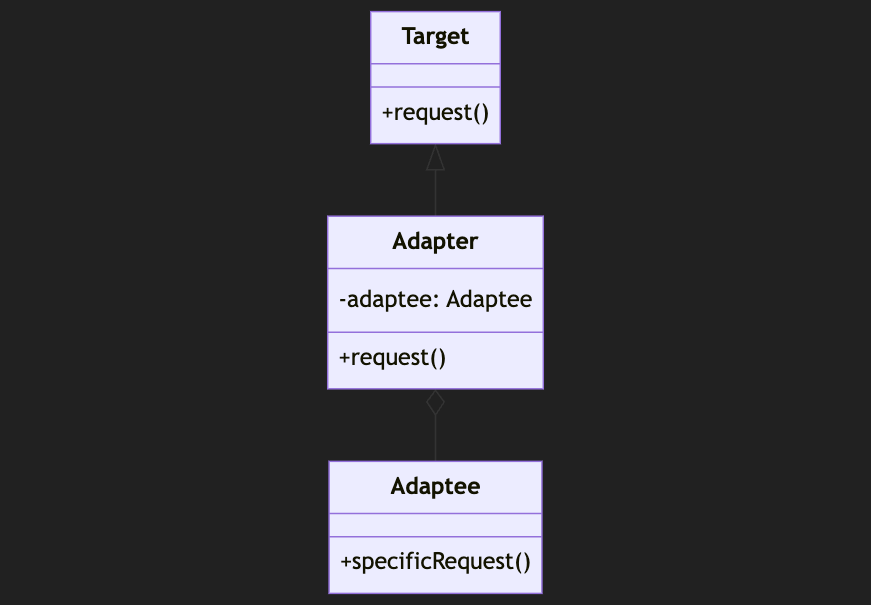 Target
+request()
Adapter
-adaptee: Adaptee
+request()
Adaptee
+specificRequest()